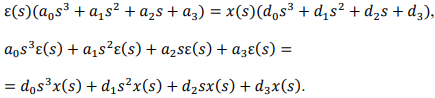 ε(s)(a₀s³ + a₁s² + a₂s + a₃) = x(s)(d₀s³ + d₁s² + d₂s + d₃),
a₀s³ε(s) + a₁s²ε(s) + a₂sε(s) + a₃ε(s) =
= d₀s³x(s) + d₁s²x(s) + d₂sx(s) + d₃x(s).